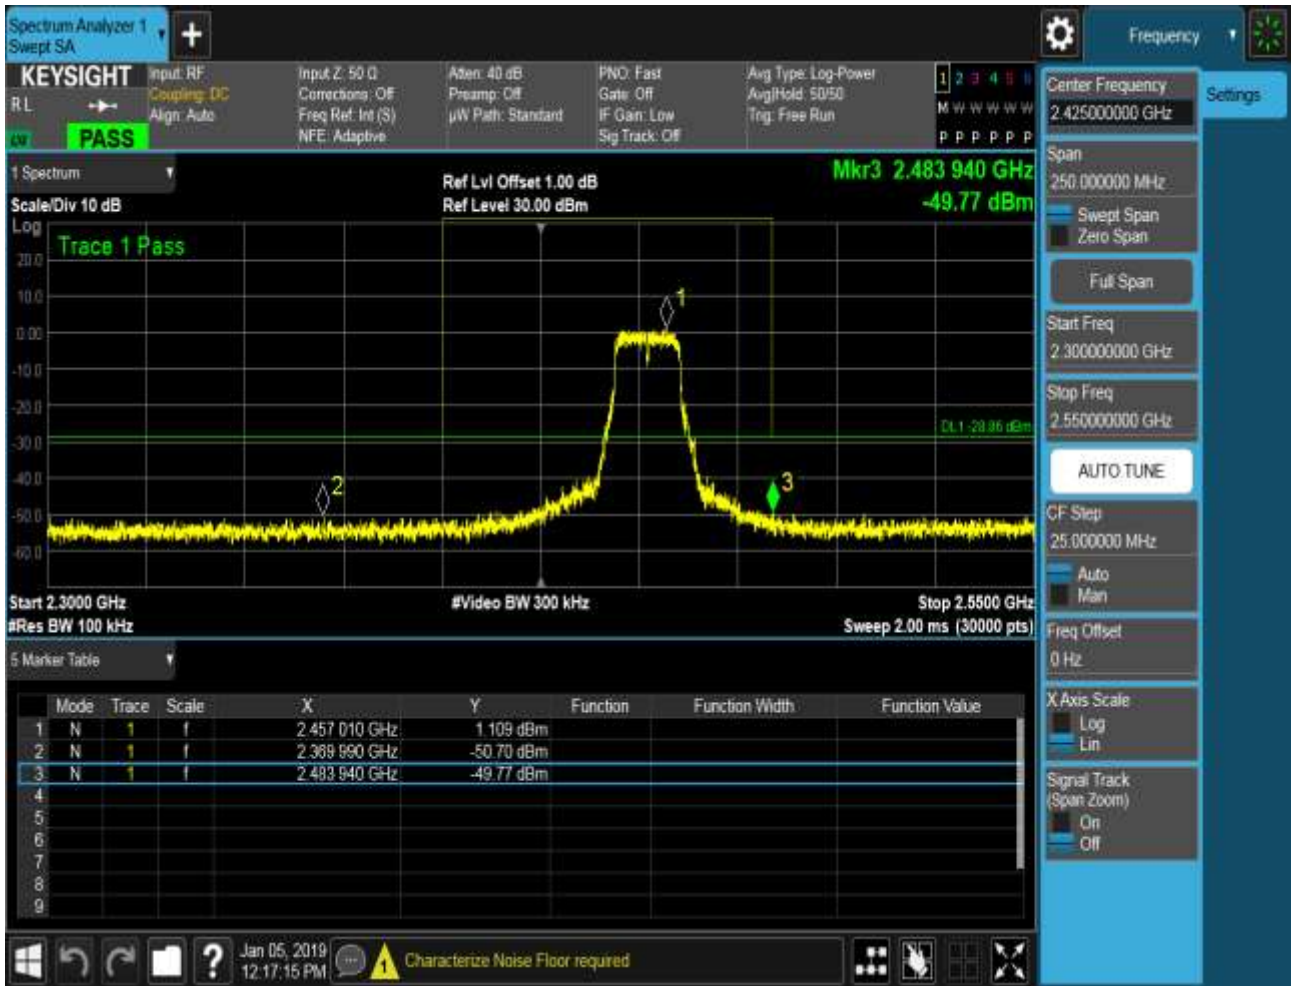 Spectrum Analyzer 1
Swept SA
Frequency
KEYSIGHT
R L
PASS
Input: RF
Coupling: DC
Align: Auto
Input Z: 50 Ω
Corrections: Off
Freq Ref: Int (S)
NFE: Adaptive
Atten: 40 dB
Preamp: Off
µW Path: Standard
PNO: Fast
Gate: Off
IF Gain: Low
Sig Track: Off
Avg Type: Log-Power
Avg|Hold: 50/50
Trig: Free Run
1 2 3 4 5 6
M W W W W W
P P P P P P
1 Spectrum
Scale/Div 10 dB
Ref Lvl Offset 1.00 dB
Ref Level 30.00 dBm
Mkr3 2.483 940 GHz
-49.77 dBm
Log
Trace 1 Pass
20.0
10.0
0.00
-10.0
-20.0
-30.0
-40.0
-50.0
-60.0
1
2
3
DL1 -28.86 dBm
Start 2.3000 GHz
#Res BW 100 kHz
#Video BW 300 kHz
Stop 2.5500 GHz
Sweep 2.00 ms (30000 pts)
5 Marker Table
Mode Trace Scale X Y Function Function Width Function Value
1 N 1 f 2.457 010 GHz 1.109 dBm
2 N 1 f 2.369 990 GHz -50.70 dBm
3 N 1 f 2.483 940 GHz -49.77 dBm
4
5
6
7
8
9
Jan 05, 2019
12:17:15 PM
1
Characterize Noise Floor required
Center Frequency
2.425000000 GHz
Settings
Span
250.000000 MHz
Swept Span
Zero Span
Full Span
Start Freq
2.300000000 GHz
Stop Freq
2.550000000 GHz
AUTO TUNE
CF Step
25.000000 MHz
Auto
Man
Freq Offset
0 Hz
X Axis Scale
Log
Lin
Signal Track
(Span Zoom)
On
Off